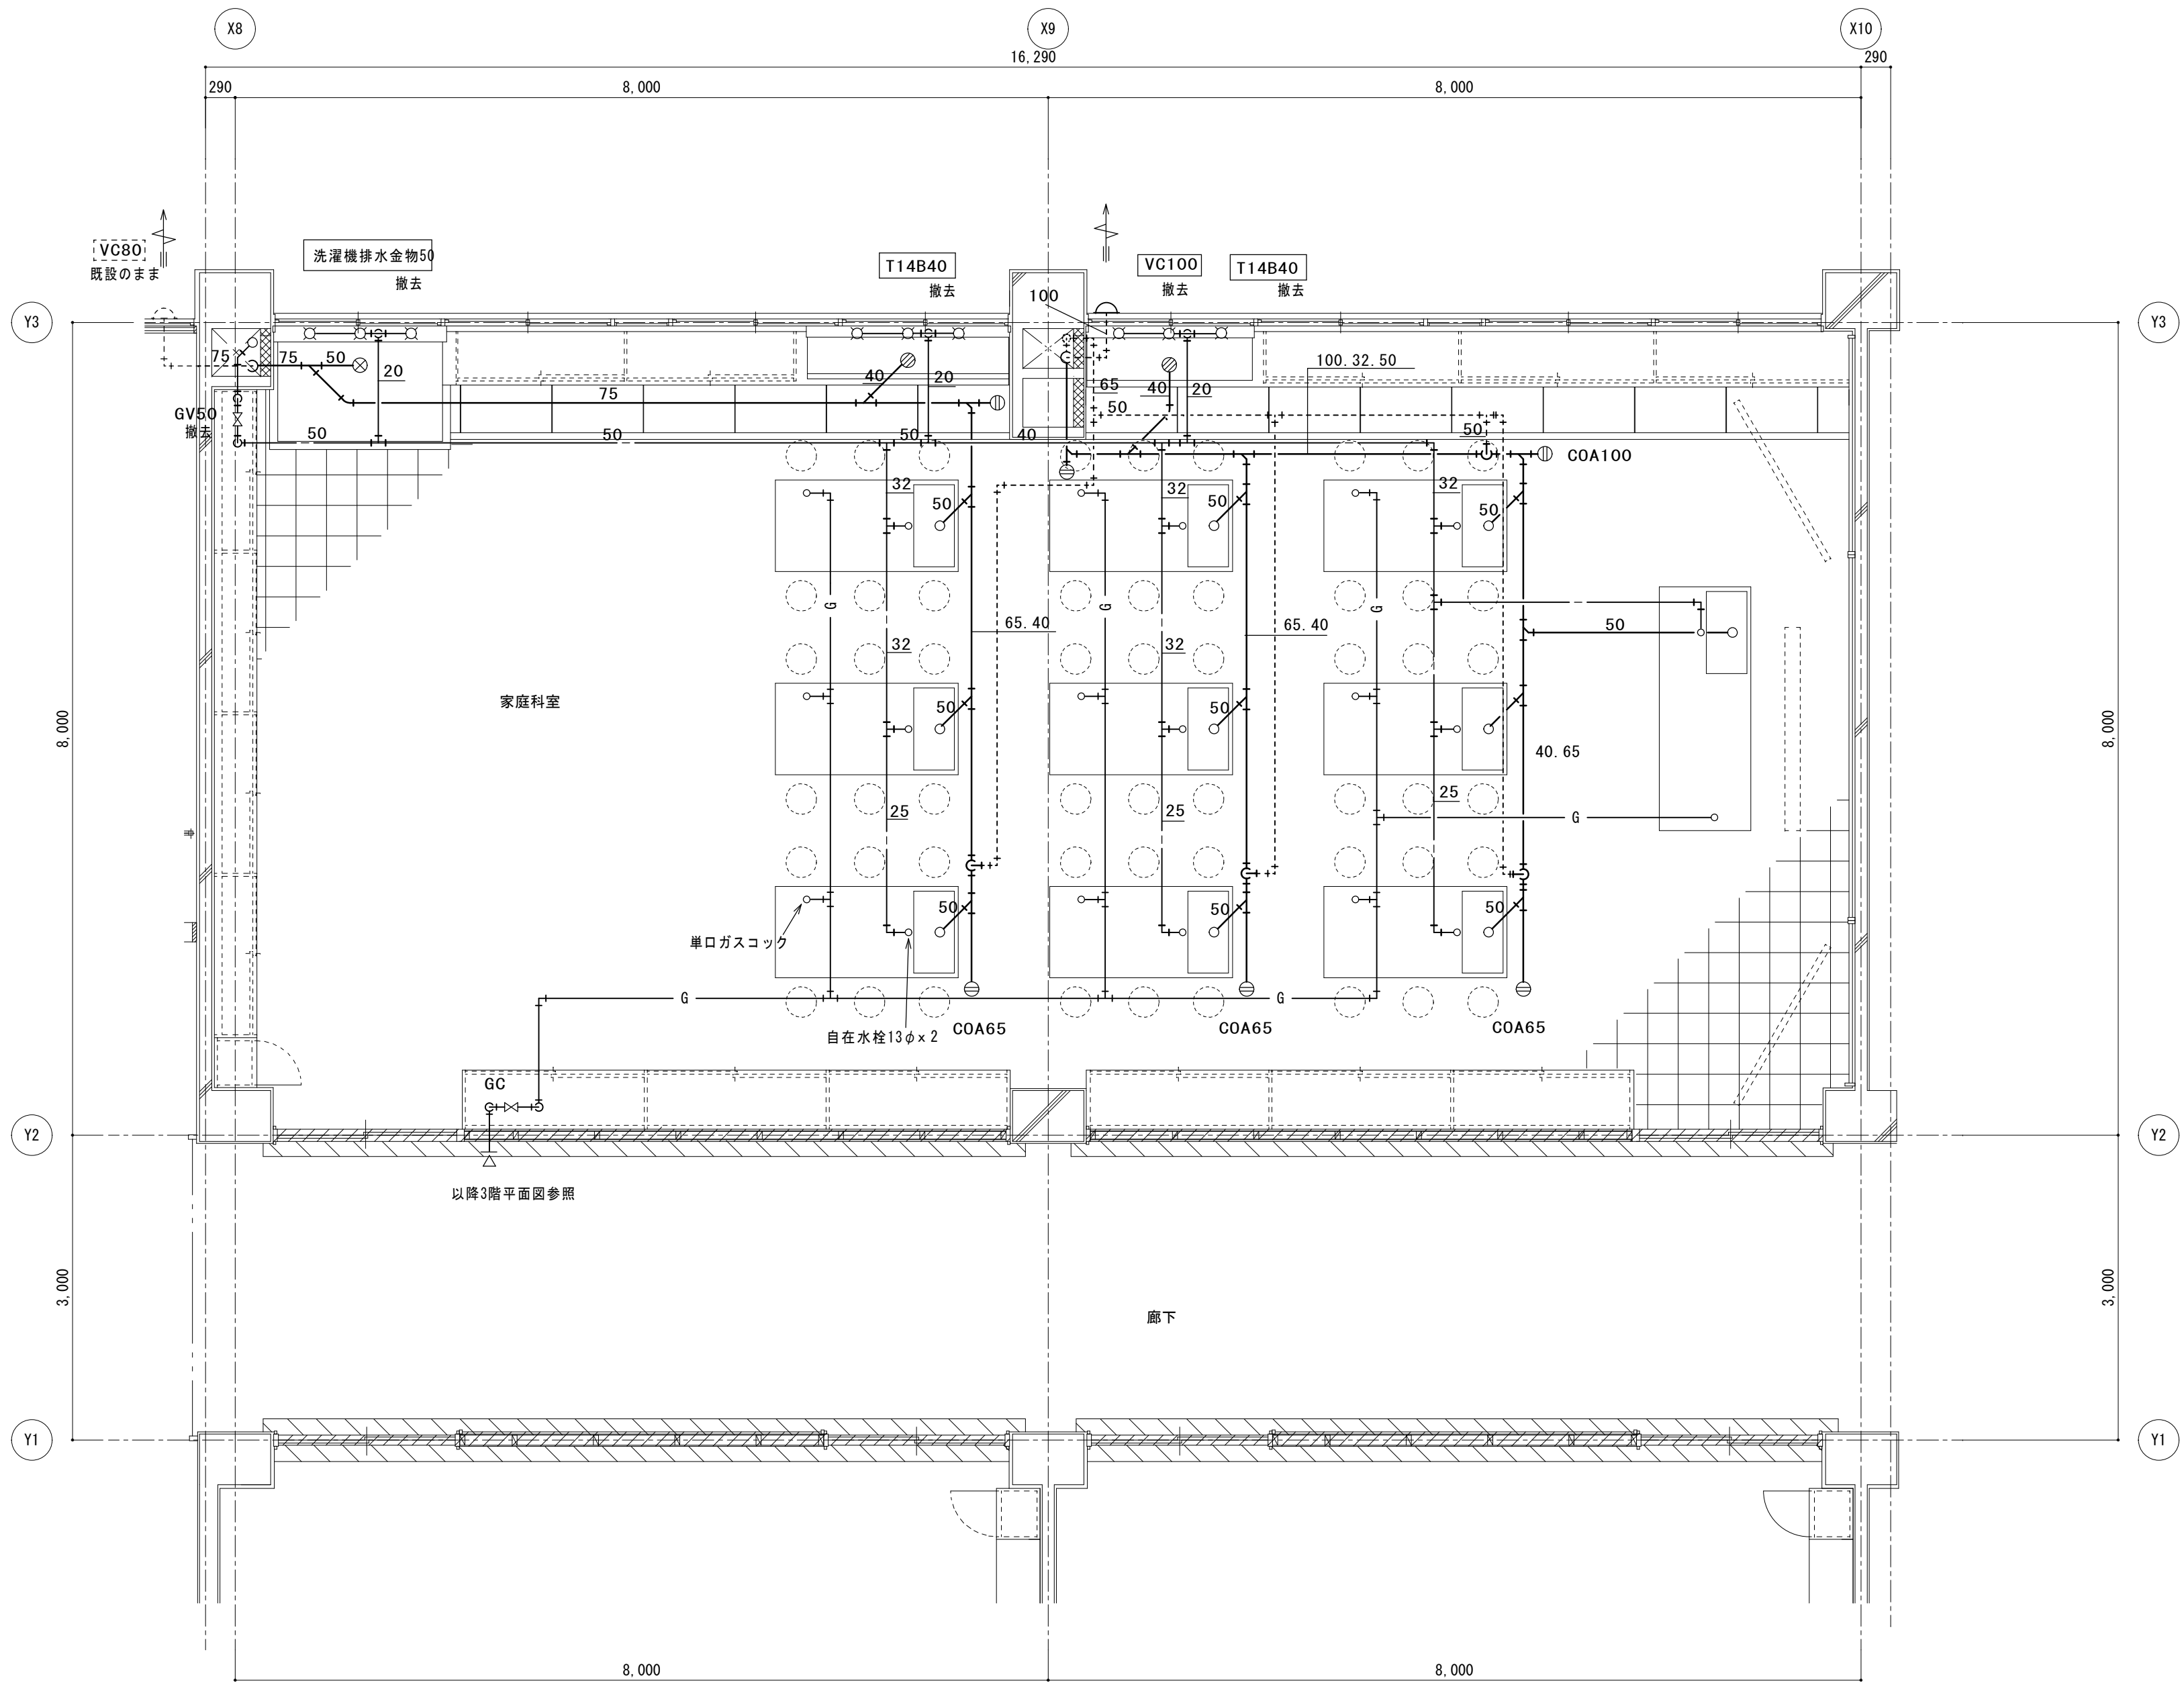 X8
X9
X10
16,290
290
290
8,000
8,000
VC80
既設のまま
洗濯機排水金物50
撤去
T14B40
撤去
VC100
撤去
T14B40
撤去
100
Y3
Y3
75
75
50
20
40
20
65
40
20
100.32.50
75
50
GV50
撤去
50
50
50
40
50
COA100
32
50
32
50
32
50
G
G
G
65.40
65.40
50
32
32
家庭科室
50
50
40.65
8,000
8,000
25
25
25
G
50
50
50
単口ガスコック
G
G
自在水栓13φx2
COA65
COA65
COA65
GC
Y2
Y2
以降3階平面図参照
3,000
3,000
廊下
Y1
Y1
8,000
8,000